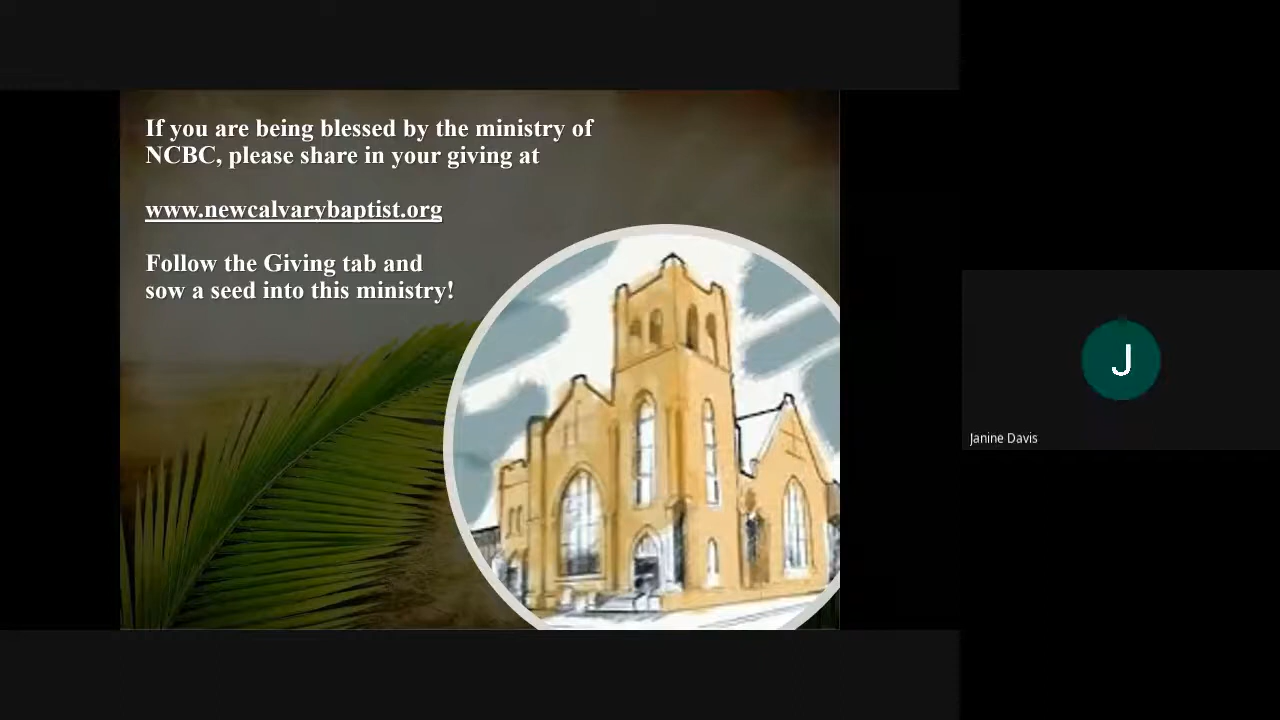 If you are being blessed by the ministry of
NCBC, please share in your giving at
www.newcalvarybaptist.org
Follow the Giving tab and
sow a seed into this ministry!
J
Janine Davis